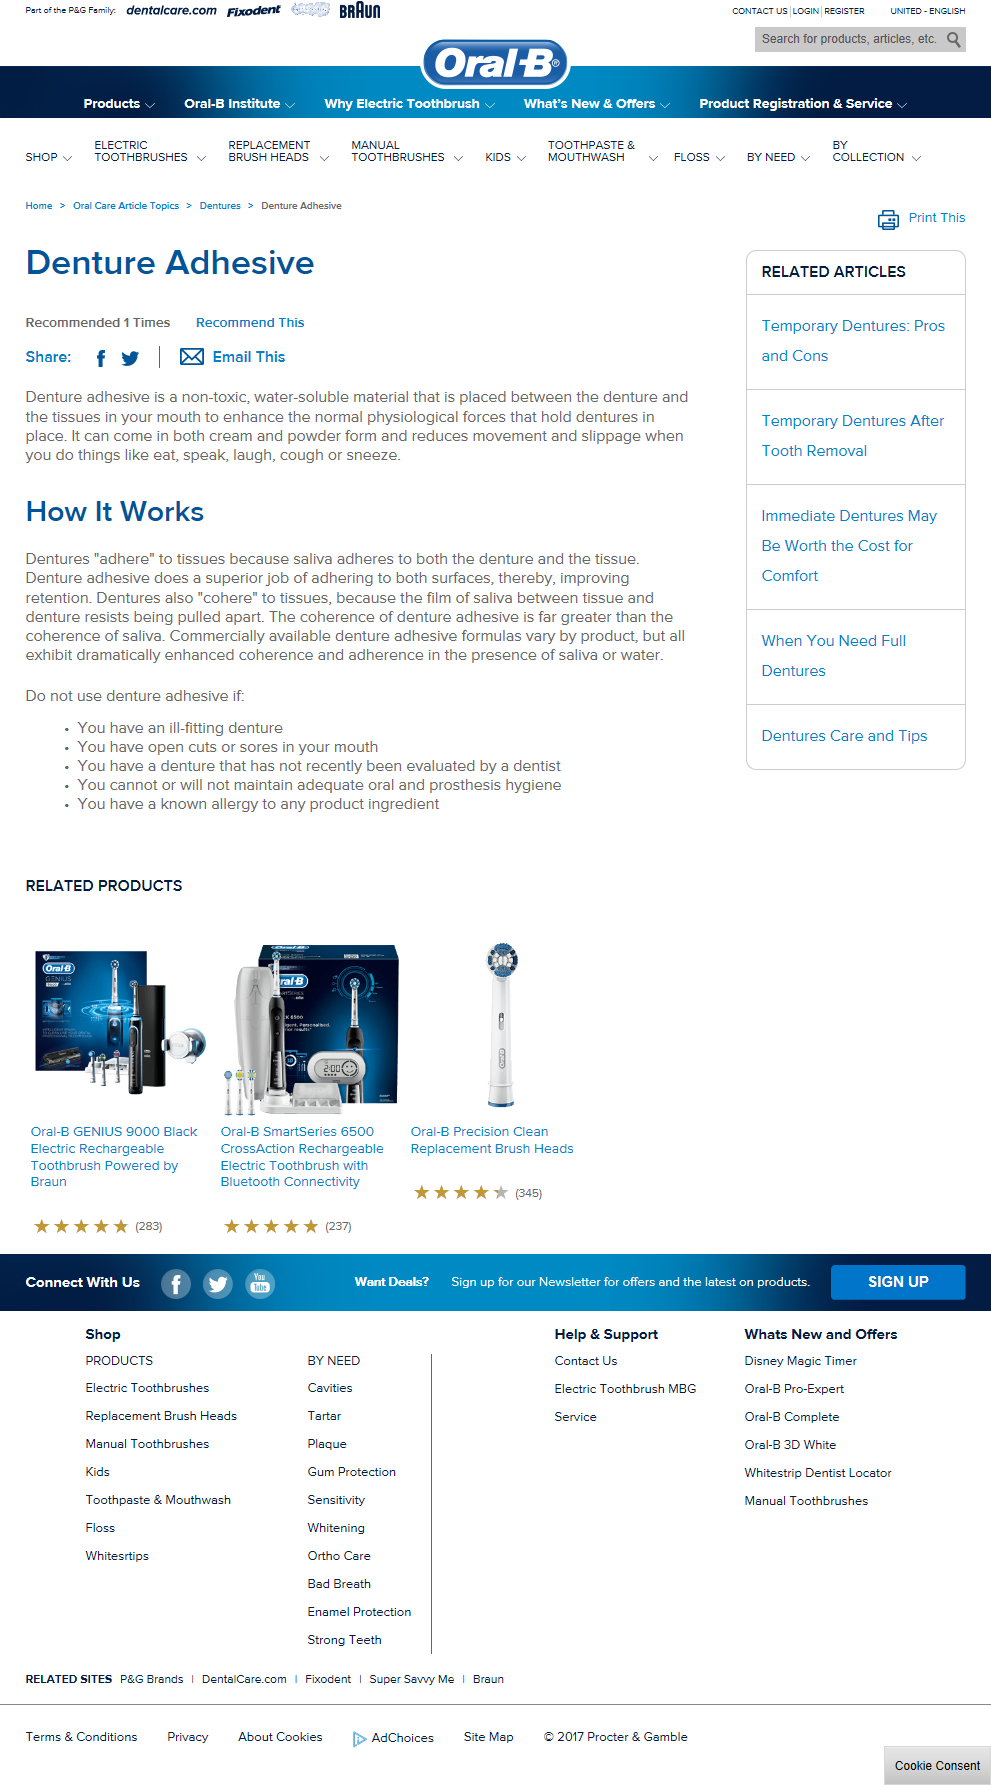 Part of the P&G Family: dentalcare.com Fixodent BRAUN
CONTACT US | LOGIN | REGISTER UNITED - ENGLISH
Search for products, articles, etc.
Oral-B®
Products Oral-B Institute Why Electric Toothbrush What's New & Offers Product Registration & Service
SHOP
ELECTRIC
TOOTHBRUSHES
REPLACEMENT
BRUSH HEADS
MANUAL
TOOTHBRUSHES
KIDS
TOOTHPASTE &
MOUTHWASH
FLOSS
BY NEED
BY
COLLECTION
Home > Oral Care Article Topics > Dentures > Denture Adhesive
Print This
Denture Adhesive
Recommended 1 Times Recommend This
Share: Email This
Denture adhesive is a non-toxic, water-soluble material that is placed between the denture and
the tissues in your mouth to enhance the normal physiological forces that hold dentures in
place. It can come in both cream and powder form and reduces movement and slippage when
you do things like eat, speak, laugh, cough or sneeze.
How It Works
Dentures "adhere" to tissues because saliva adheres to both the denture and the tissue.
Denture adhesive does a superior job of adhering to both surfaces, thereby, improving
retention. Dentures also "cohere" to tissues, because the film of saliva between tissue and
denture resists being pulled apart. The coherence of denture adhesive is far greater than the
coherence of saliva. Commercially available denture adhesive formulas vary by product, but all
exhibit dramatically enhanced coherence and adherence in the presence of saliva or water.
Do not use denture adhesive if:
• You have an ill-fitting denture
• You have open cuts or sores in your mouth
• You have a denture that has not recently been evaluated by a dentist
• You cannot or will not maintain adequate oral and prosthesis hygiene
• You have a known allergy to any product ingredient
RELATED ARTICLES
Temporary Dentures: Pros
and Cons
Temporary Dentures After
Tooth Removal
Immediate Dentures May
Be Worth the Cost for
Comfort
When You Need Full
Dentures
Dentures Care and Tips
RELATED PRODUCTS
Oral-B
GENIUS
Oral-B GENIUS 9000 Black
Electric Rechargeable
Toothbrush Powered by
Braun
(283)
ral-B
2:00
Oral-B SmartSeries 6500
CrossAction Rechargeable
Electric Toothbrush with
Bluetooth Connectivity
(237)
Oral-B Precision Clean
Replacement Brush Heads
(345)
Connect With Us You Tube Want Deals? Sign up for our Newsletter for offers and the latest on products. SIGN UP
Shop
PRODUCTS
Electric Toothbrushes
Replacement Brush Heads
Manual Toothbrushes
Kids
Toothpaste & Mouthwash
Floss
Whitesrtips
BY NEED
Cavities
Tartar
Plaque
Gum Protection
Sensitivity
Whitening
Ortho Care
Bad Breath
Enamel Protection
Strong Teeth
Help & Support
Contact Us
Electric Toothbrush MBG
Service
Whats New and Offers
Disney Magic Timer
Oral-B Pro-Expert
Oral-B Complete
Oral-B 3D White
Whitestrip Dentist Locator
Manual Toothbrushes
RELATED SITES P&G Brands | DentalCare.com | Fixodent | Super Savvy Me | Braun
Terms & Conditions Privacy About Cookies AdChoices Site Map © 2017 Procter & Gamble
Cookie Consent